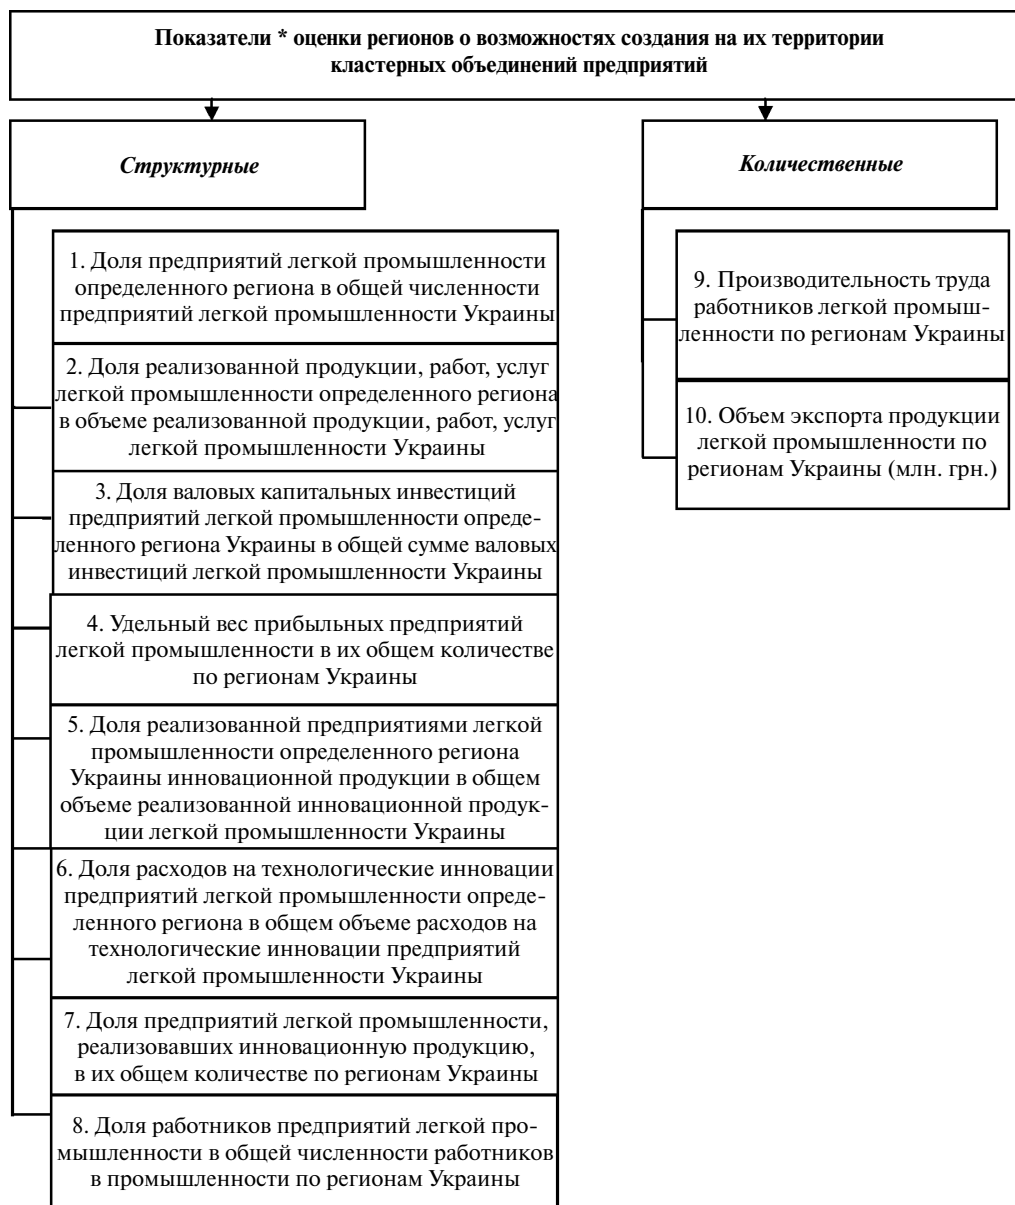 Показатели * оценки регионов о возможностях создания на их территории
кластерных объединений предприятий
Структурные
1. Доля предприятий легкой промышленности
определенного региона в общей численности
предприятий легкой промышленности Украины
2. Доля реализованной продукции, работ, услуг
легкой промышленности определенного региона
в объеме реализованной продукции, работ, услуг
легкой промышленности Украины
3. Доля валовых капитальных инвестиций
предприятий легкой промышленности опреде-
ленного региона Украины в общей сумме валовых
инвестиций легкой промышленности Украины
4. Удельный вес прибыльных предприятий
легкой промышленности в их общем количестве
по регионам Украины
5. Доля реализованной предприятиями легкой
промышленности определенного региона
Украины инновационной продукции в общем
объеме реализованной инновационной продук-
ции легкой промышленности Украины
6. Доля расходов на технологические инновации
предприятий легкой промышленности опреде-
ленного региона в общем объеме расходов на
технологические инновации предприятий
легкой промышленности Украины
7. Доля предприятий легкой промышленности,
реализовавших инновационную продукцию,
в их общем количестве по регионам Украины
8. Доля работников предприятий легкой про-
мышленности в общей численности работников
в промышленности по регионам Украины
Количественные
9. Производительность труда
работников легкой промыш-
ленности по регионам Украины
10. Объем экспорта продукции
легкой промышленности по
регионам Украины (млн. грн.)